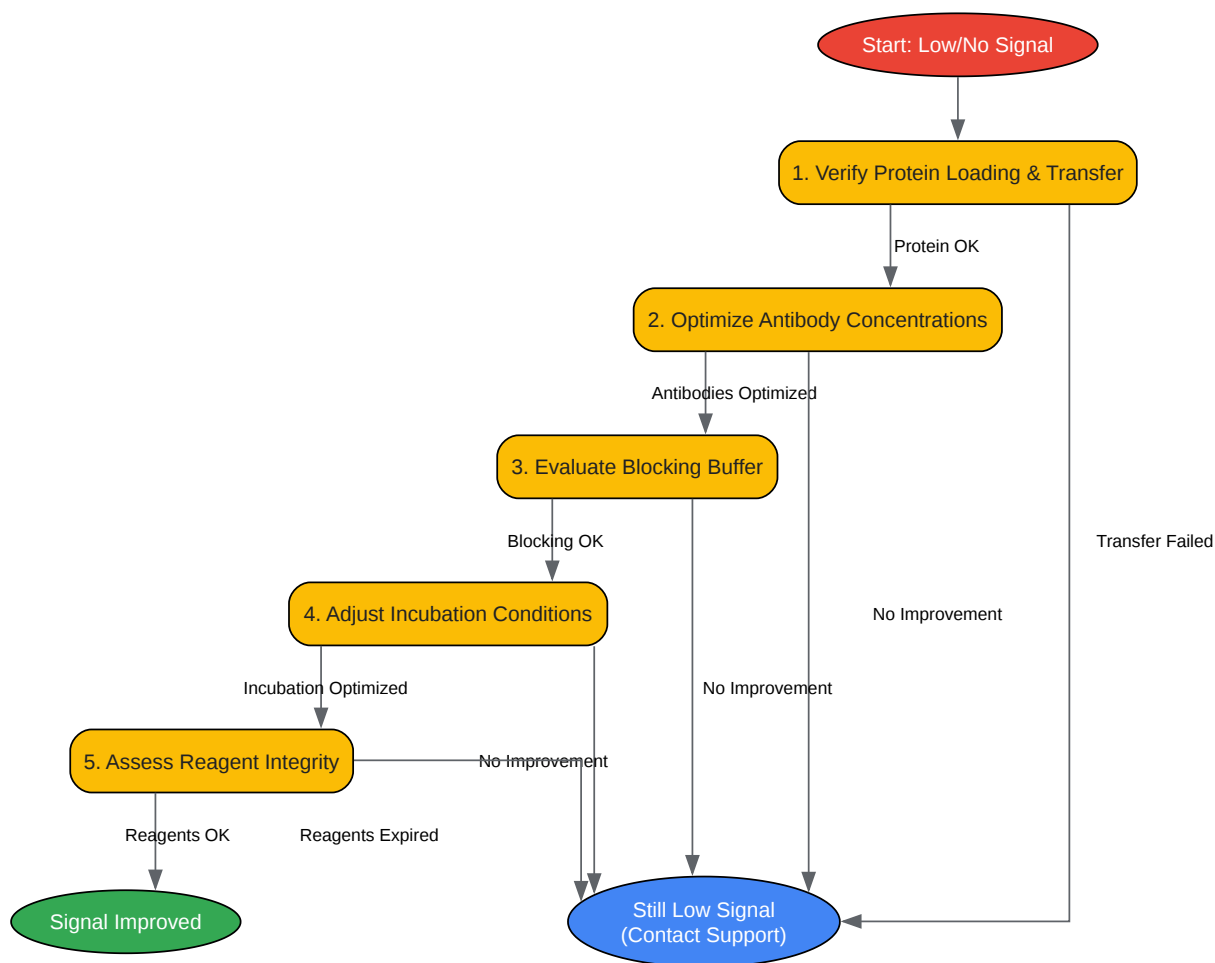 Start: Low/No Signal
1. Verify Protein Loading & Transfer
Protein OK
2. Optimize Antibody Concentrations
Antibodies Optimized
3. Evaluate Blocking Buffer
Blocking OK
Transfer Failed
4. Adjust Incubation Conditions
No Improvement
Incubation Optimized
No Improvement
5. Assess Reagent Integrity
No Improvement
Reagents OK
Reagents Expired
Signal Improved
Still Low Signal
(Contact Support)